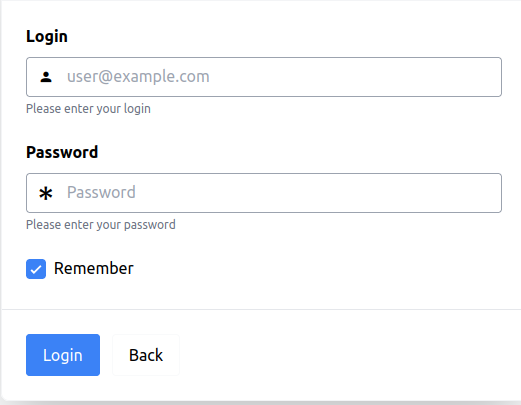 Login
user@example.com
Please enter your login
Password
Password
Please enter your password
Remember
Login Back